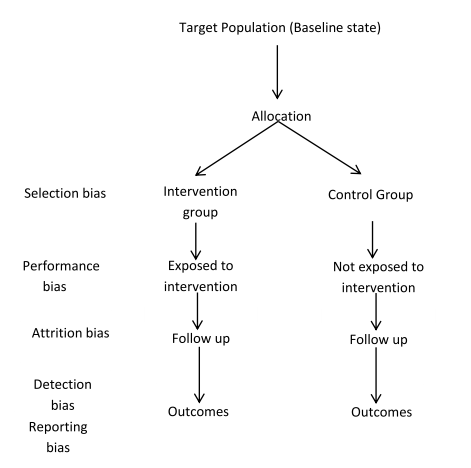 Target Population (Baseline state)
Allocation
Selection bias
Intervention
group
Control Group
Performance
bias
Exposed to
intervention
Not exposed to
intervention
Attrition bias
Follow up
Follow up
Detection
bias
Reporting
bias
Outcomes
Outcomes